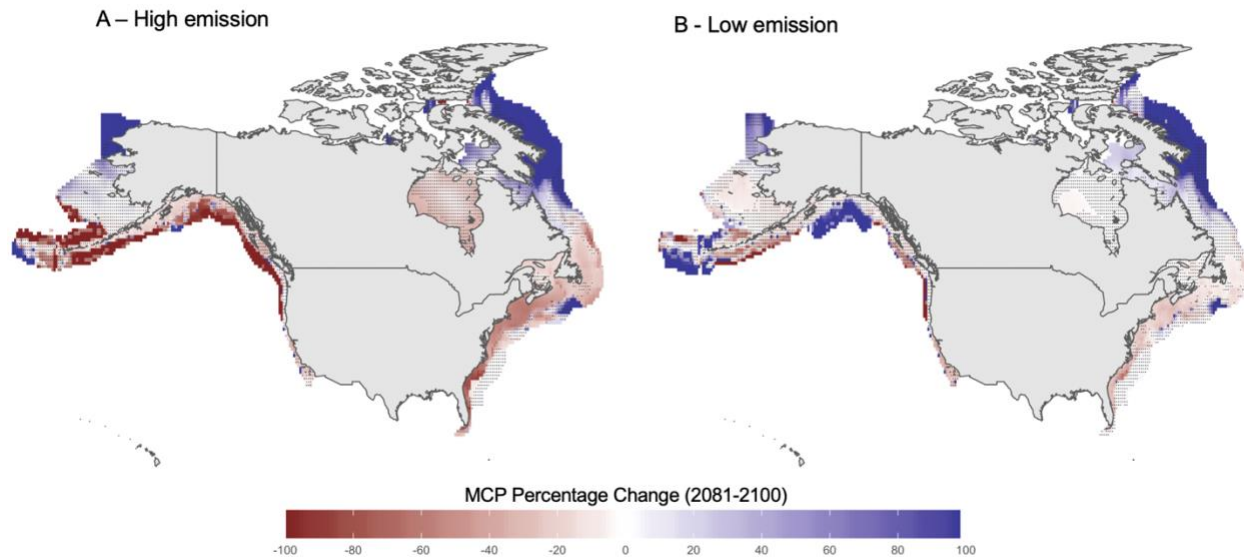 A – High emission
B - Low emission
MCP Percentage Change (2081-2100)
-100 -80 -60 -40 -20 0 20 40 60 80 100